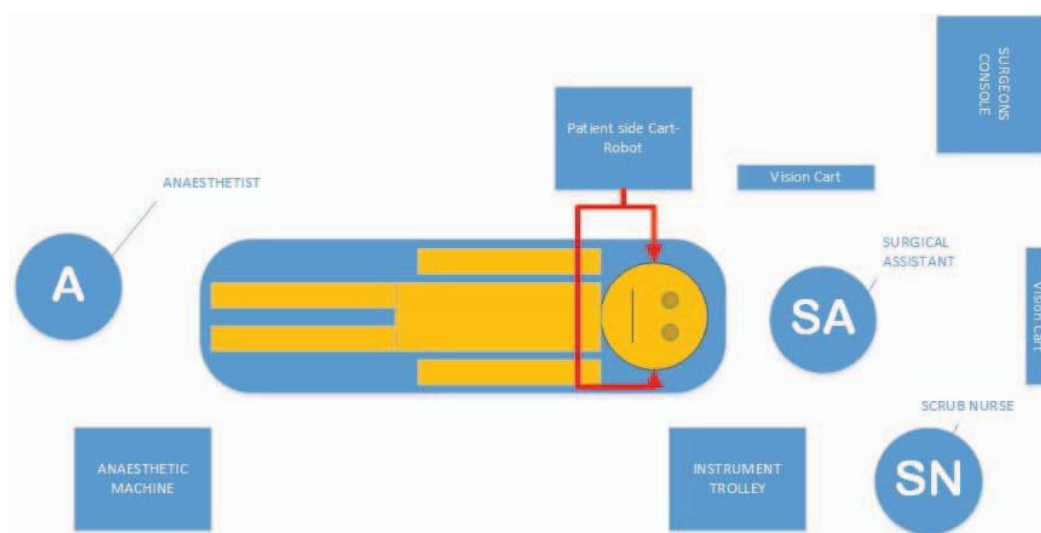 SURGEONS
CONSOLE
Patient side Cart-
Robot
Vision Cart
ANAESTHETIST
A
SURGICAL
ASSISTANT
SA
Vision Cart
SCRUB NURSE
SN
ANAESTHETIC
MACHINE
INSTRUMENT
TROLLEY